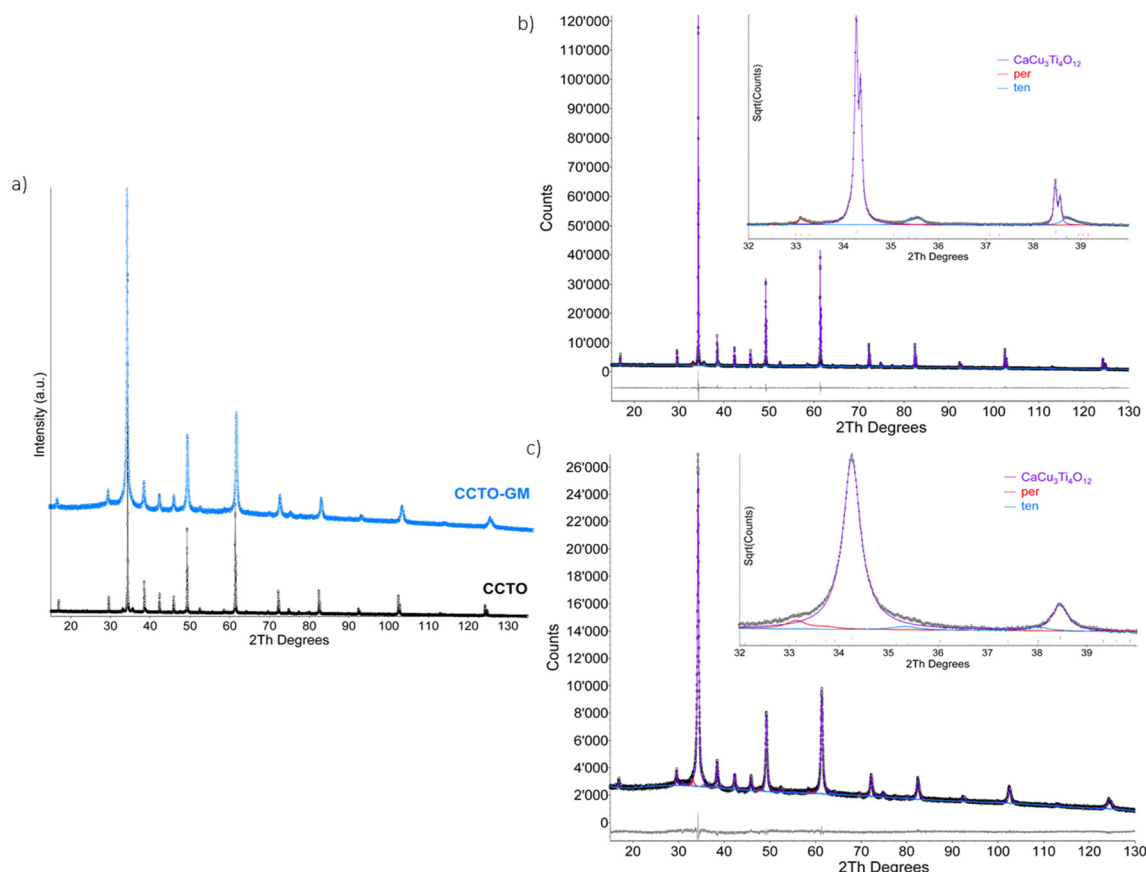 a)
Intensity (a.u.)
CCTO-GM
CCTO
20 30 40 50 60 70 80 90 100 110 120 130
2Th Degrees
b)
120'000
110'000
100'000
90'000
80'000
70'000
60'000
50'000
40'000
30'000
20'000
10'000
0
Counts
20 30 40 50 60 70 80 90 100 110 120 130
2Th Degrees
Sqrt(Counts)
CaCu₃Ti₄O₁₂
per
ten
32 33 34 35 36 37 38 39
2Th Degrees
c)
26'000
24'000
22'000
20'000
18'000
16'000
14'000
12'000
10'000
8'000
6'000
4'000
2'000
0
Counts
20 30 40 50 60 70 80 90 100 110 120 130
2Th Degrees
Sqrt(Counts)
CaCu₃Ti₄O₁₂
per
ten
32 33 34 35 36 37 38 39
2Th Degrees